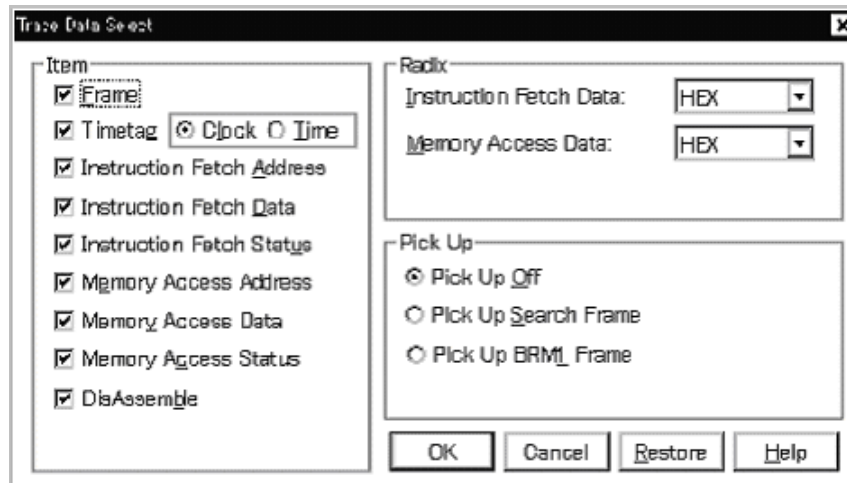 Trace Data Select
Item
Frame
Timetag Clock Time
Instruction Fetch Address
Instruction Fetch Data
Instruction Fetch Status
Memory Access Address
Memory Access Data
Memory Access Status
DisAssemble
Radix
Instruction Fetch Data: HEX
Memory Access Data: HEX
Pick Up
Pick Up Off
Pick Up Search Frame
Pick Up BRM1 Frame
OK Cancel Restore Help